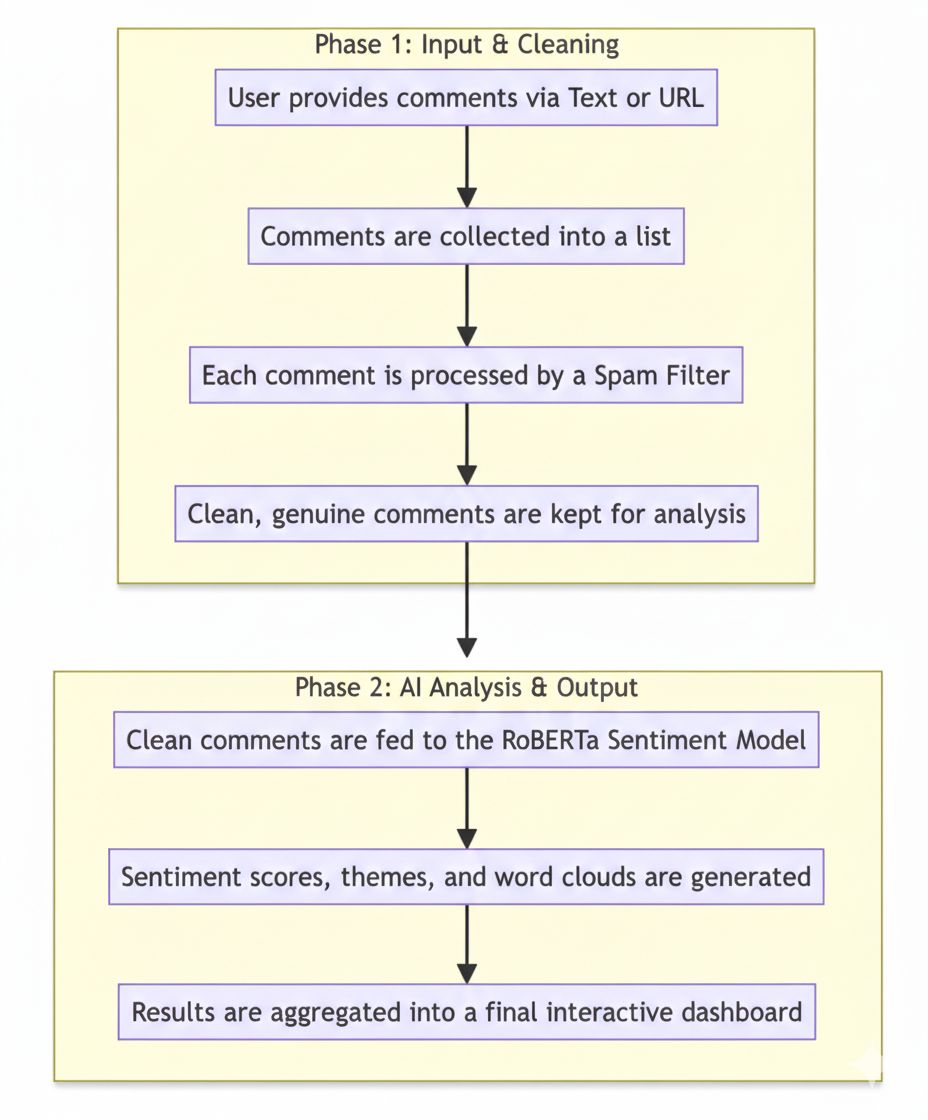 Phase 1: Input & Cleaning
User provides comments via Text or URL
Comments are collected into a list
Each comment is processed by a Spam Filter
Clean, genuine comments are kept for analysis
Phase 2: AI Analysis & Output
Clean comments are fed to the RoBERTa Sentiment Model
Sentiment scores, themes, and word clouds are generated
Results are aggregated into a final interactive dashboard